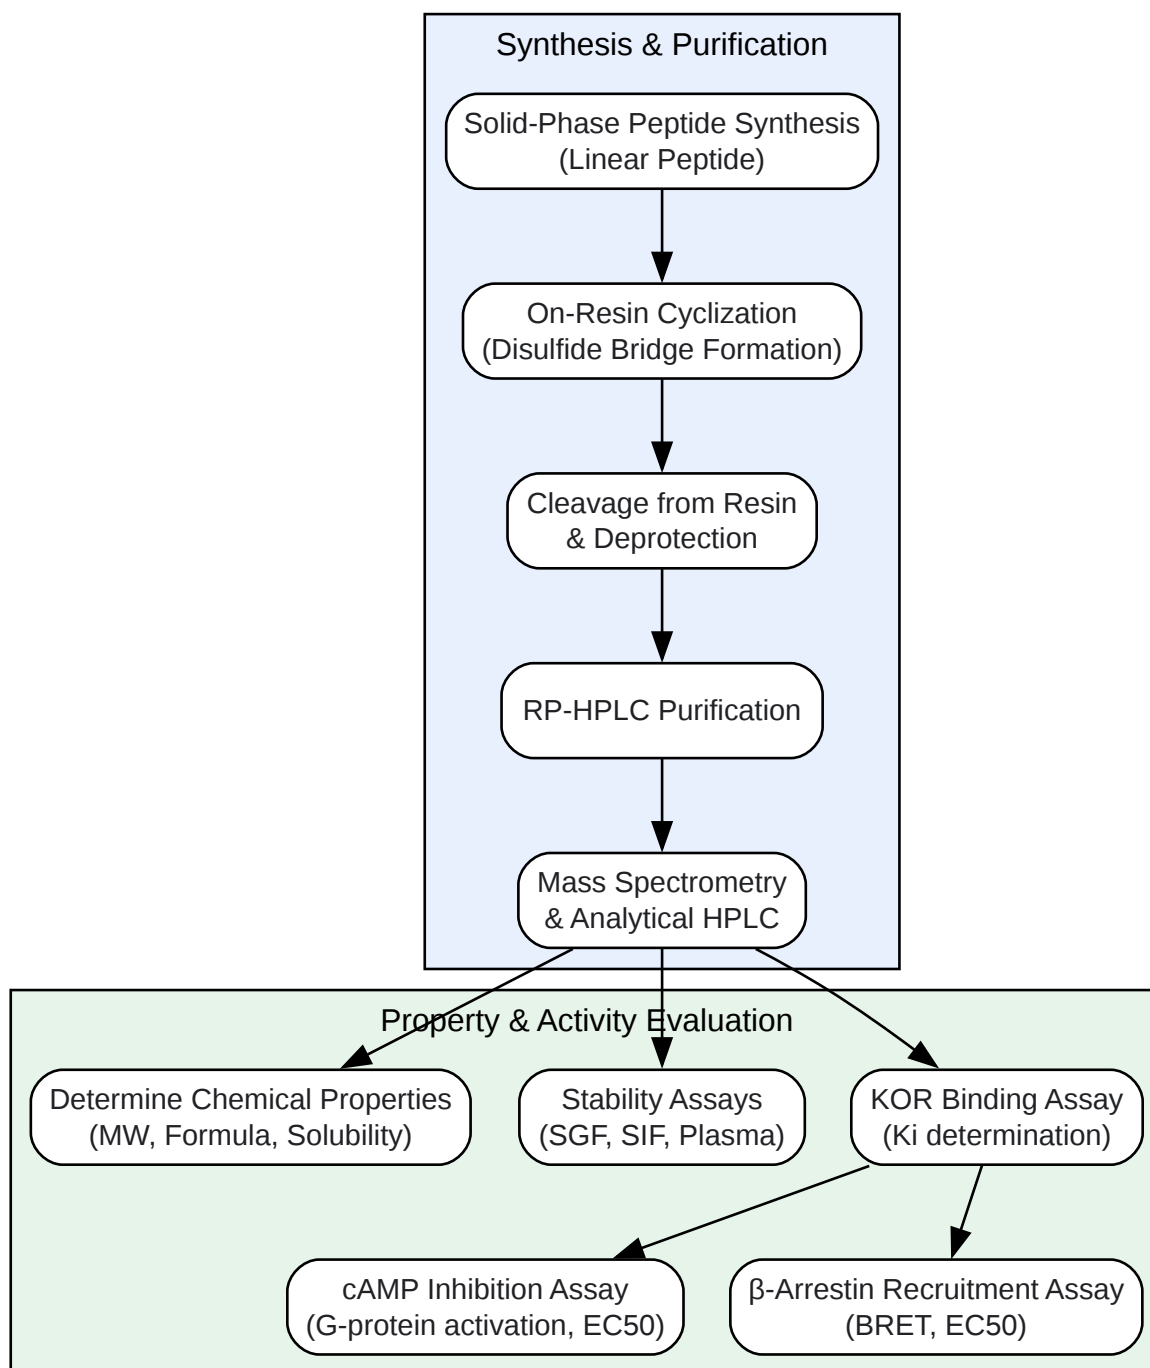 Synthesis & Purification
Solid-Phase Peptide Synthesis
(Linear Peptide)
On-Resin Cyclization
(Disulfide Bridge Formation)
Cleavage from Resin
& Deprotection
RP-HPLC Purification
Mass Spectrometry
& Analytical HPLC
Property & Activity Evaluation
Determine Chemical Properties
(MW, Formula, Solubility)
Stability Assays
(SGF, SIF, Plasma)
KOR Binding Assay
(Ki determination)
cAMP Inhibition Assay
(G-protein activation, EC50)
β-Arrestin Recruitment Assay
(BRET, EC50)